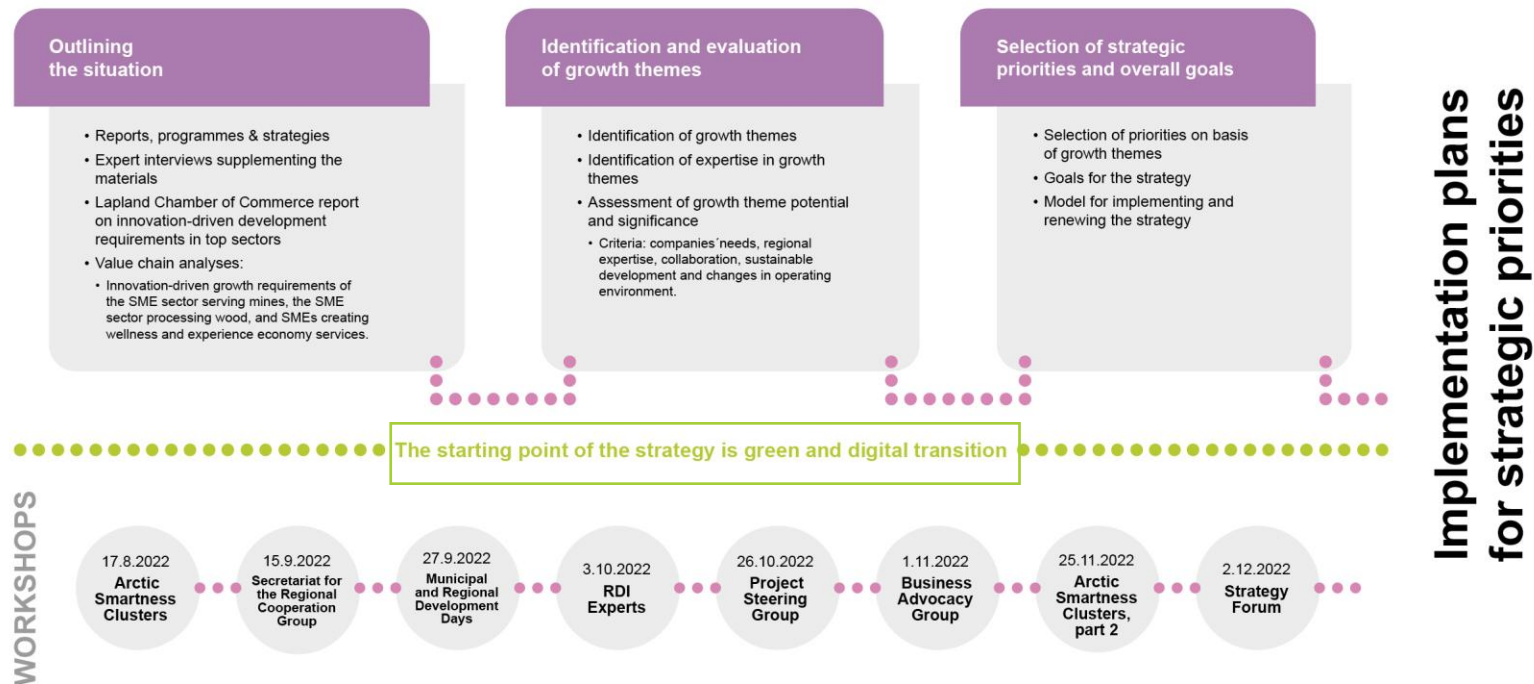 Outlining
the situation
• Reports, programmes & strategies
• Expert interviews supplementing the
materials
• Lapland Chamber of Commerce report
on innovation-driven development
requirements in top sectors
• Value chain analyses:
• Innovation-driven growth requirements of
the SME sector serving mines, the SME
sector processing wood, and SMEs creating
wellness and experience economy services.
Identification and evaluation
of growth themes
• Identification of growth themes
• Identification of expertise in growth
themes
• Assessment of growth theme potential
and significance
• Criteria: companies´needs, regional
expertise, collaboration, sustainable
development and changes in operating
environment.
Selection of strategic
priorities and overall goals
• Selection of priorities on basis
of growth themes
• Goals for the strategy
• Model for implementing and
renewing the strategy
Implementation plans
for strategic priorities
The starting point of the strategy is green and digital transition
WORKSHOPS
17.8.2022
Arctic
Smartness
Clusters
15.9.2022
Secretariat for
the Regional
Cooperation
Group
27.9.2022
Municipal
and Regional
Development
Days
3.10.2022
RDI
Experts
26.10.2022
Project
Steering
Group
1.11.2022
Business
Advocacy
Group
25.11.2022
Arctic
Smartness
Clusters,
part 2
2.12.2022
Strategy
Forum